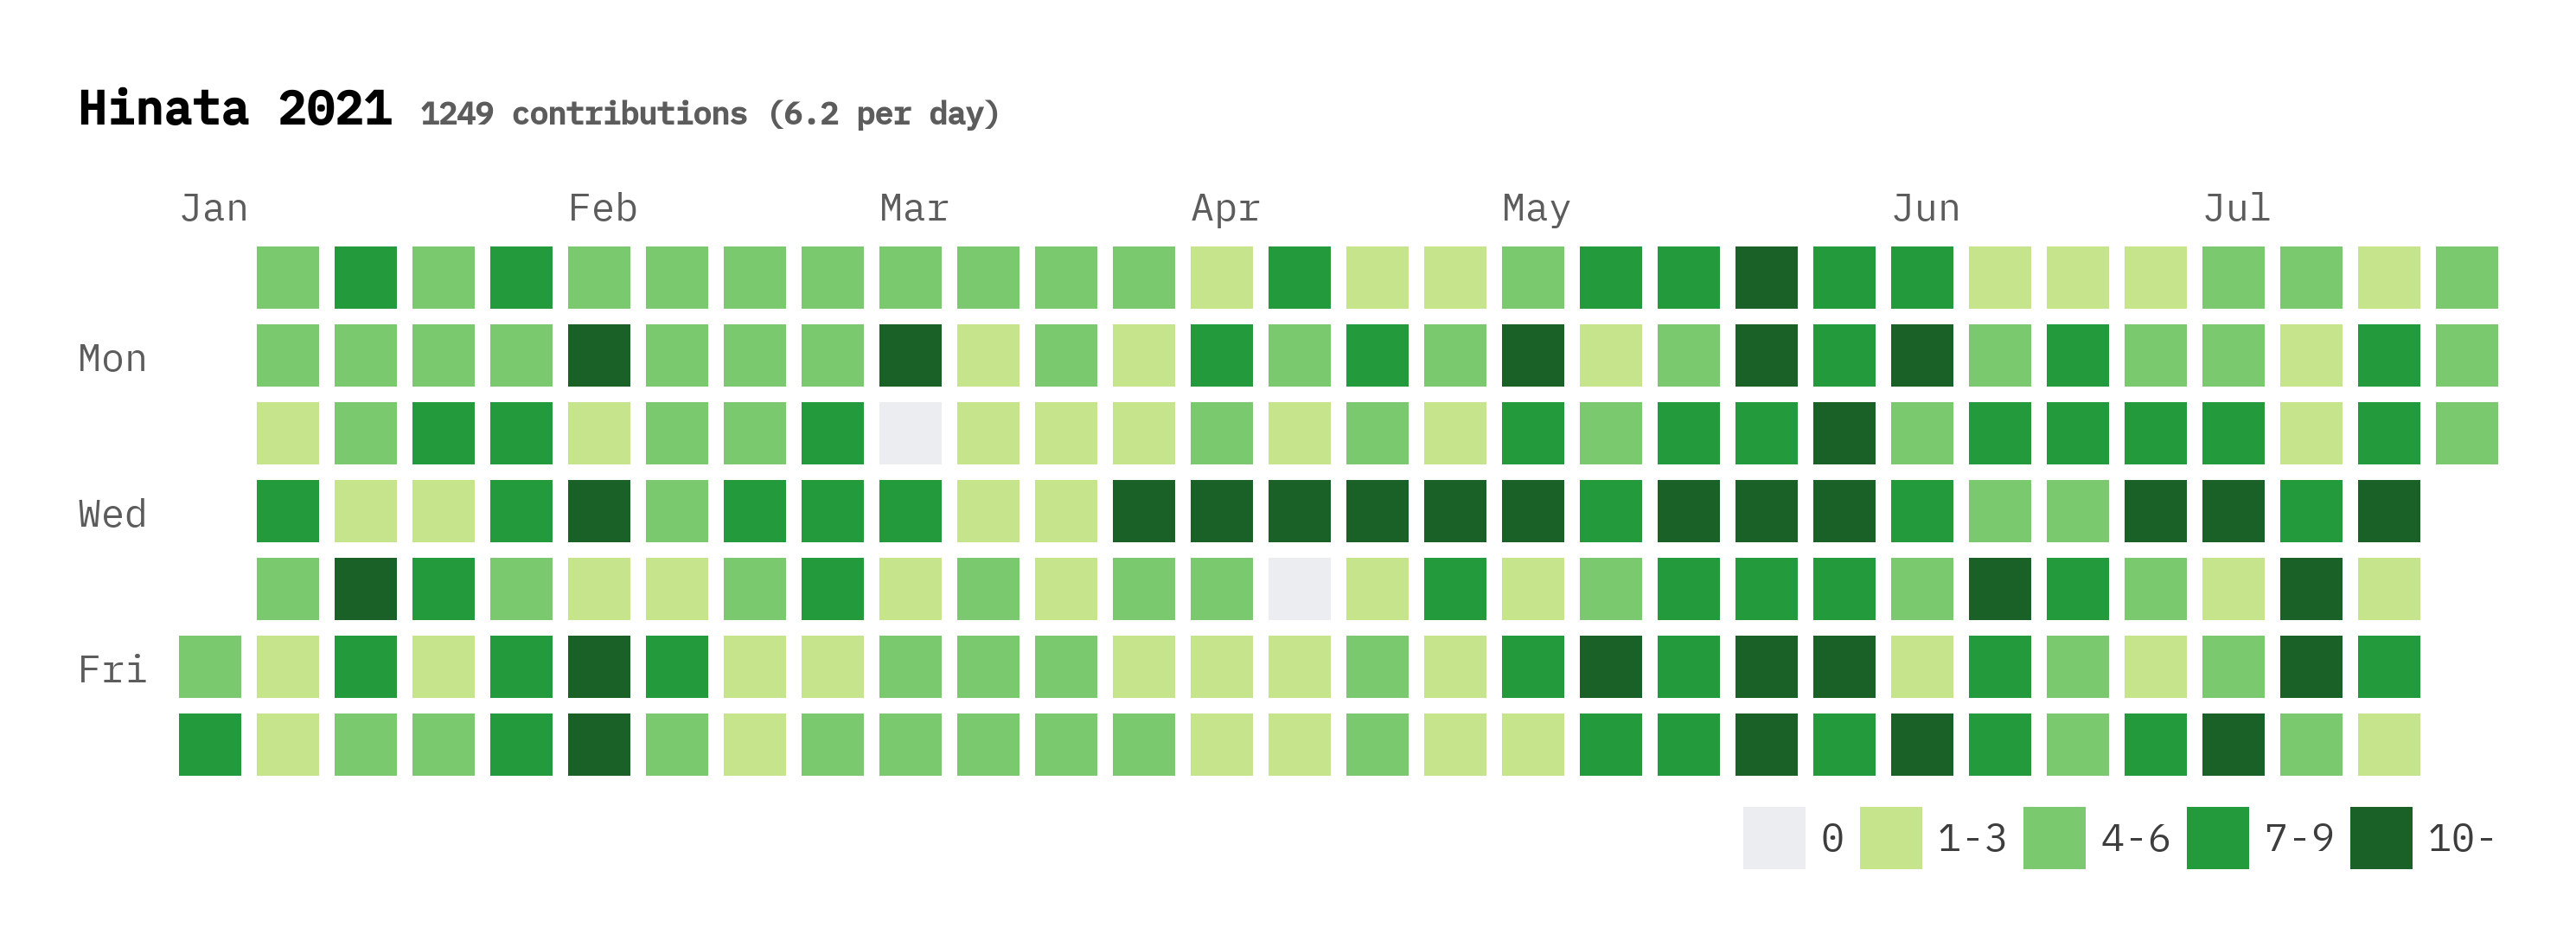 Hinata 2021 1249 contributions (6.2 per day)
Jan Feb Mar Apr May Jun Jul
Mon
Wed
Fri
0 1-3 4-6 7-9 10-